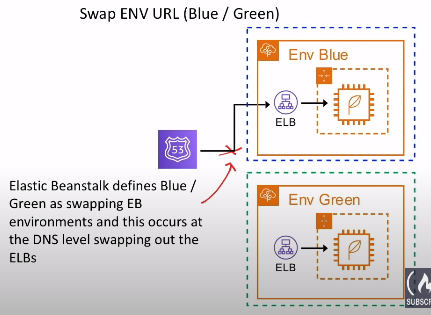 Swap ENV URL (Blue / Green)
Env Blue
ELB
53
Elastic Beanstalk defines Blue /
Green as swapping EB
environments and this occurs at
the DNS level swapping out the
ELBs
Env Green
ELB
SUBSCR